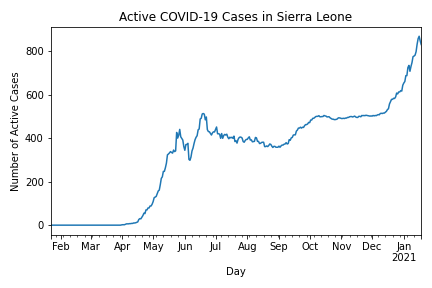 Active COVID-19 Cases in Sierra Leone
Number of Active Cases
800
600
400
200
0
Feb Mar Apr May Jun Jul Aug Sep Oct Nov Dec Jan
2021
Day